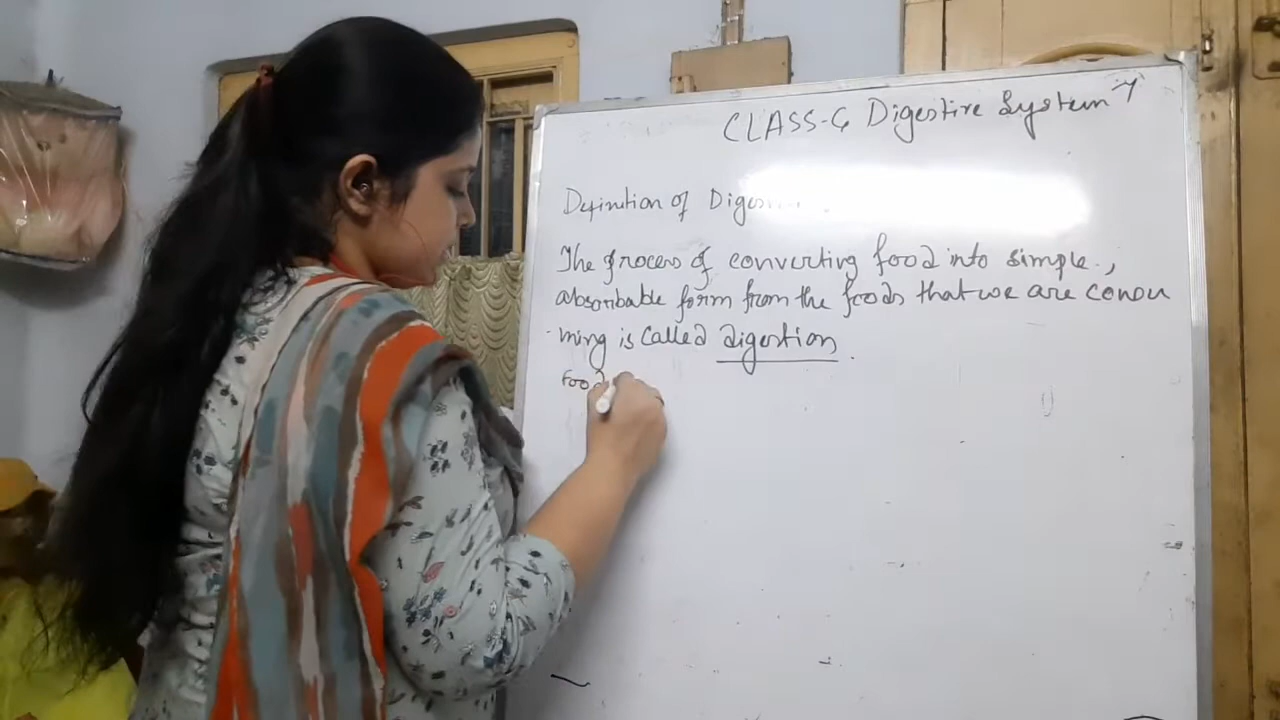 CLASS-6 Digestive System
Definition of
The process of converting food into simple,
absorbable form from the foods that we are consu
ming is called digestion.
Food